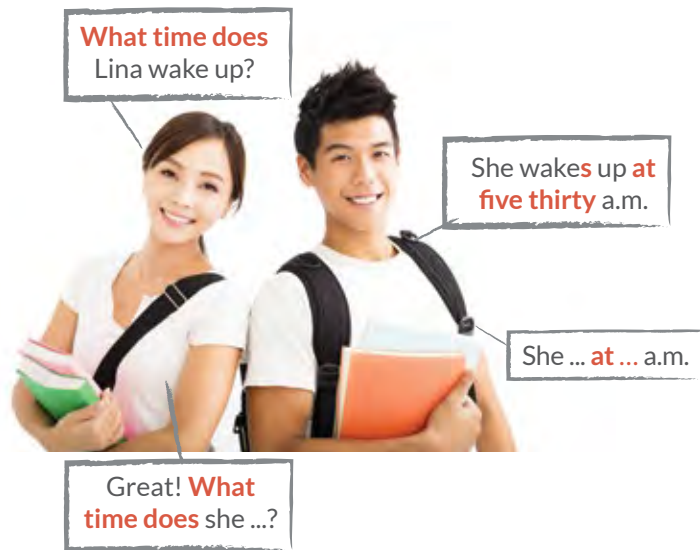 What time does
Lina wake up?
She wakes up at
five thirty a.m.
Great! What
time does she ...?
She ... at ... a.m.